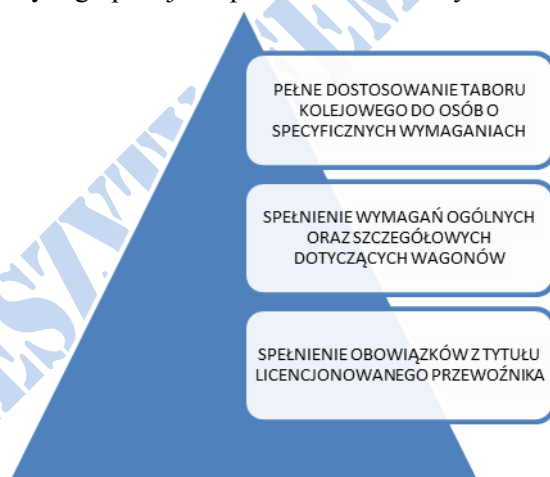 PEŁNE DOSTOSOWANIE TABORU
KOLEJOWEGO DO OSÓB O
SPECYFICZNYCH WYMAGANIACH
SPEŁNIENIE WYMAGAŃ OGÓLNYCH
ORAZ SZCZEGÓŁOWYCH
DOTYCZĄCYCH WAGONÓW
SPEŁNIENIE OBOWIĄZKÓW Z TYTUŁU
LICENCJONOWANEGO PRZEWOŹNIKA